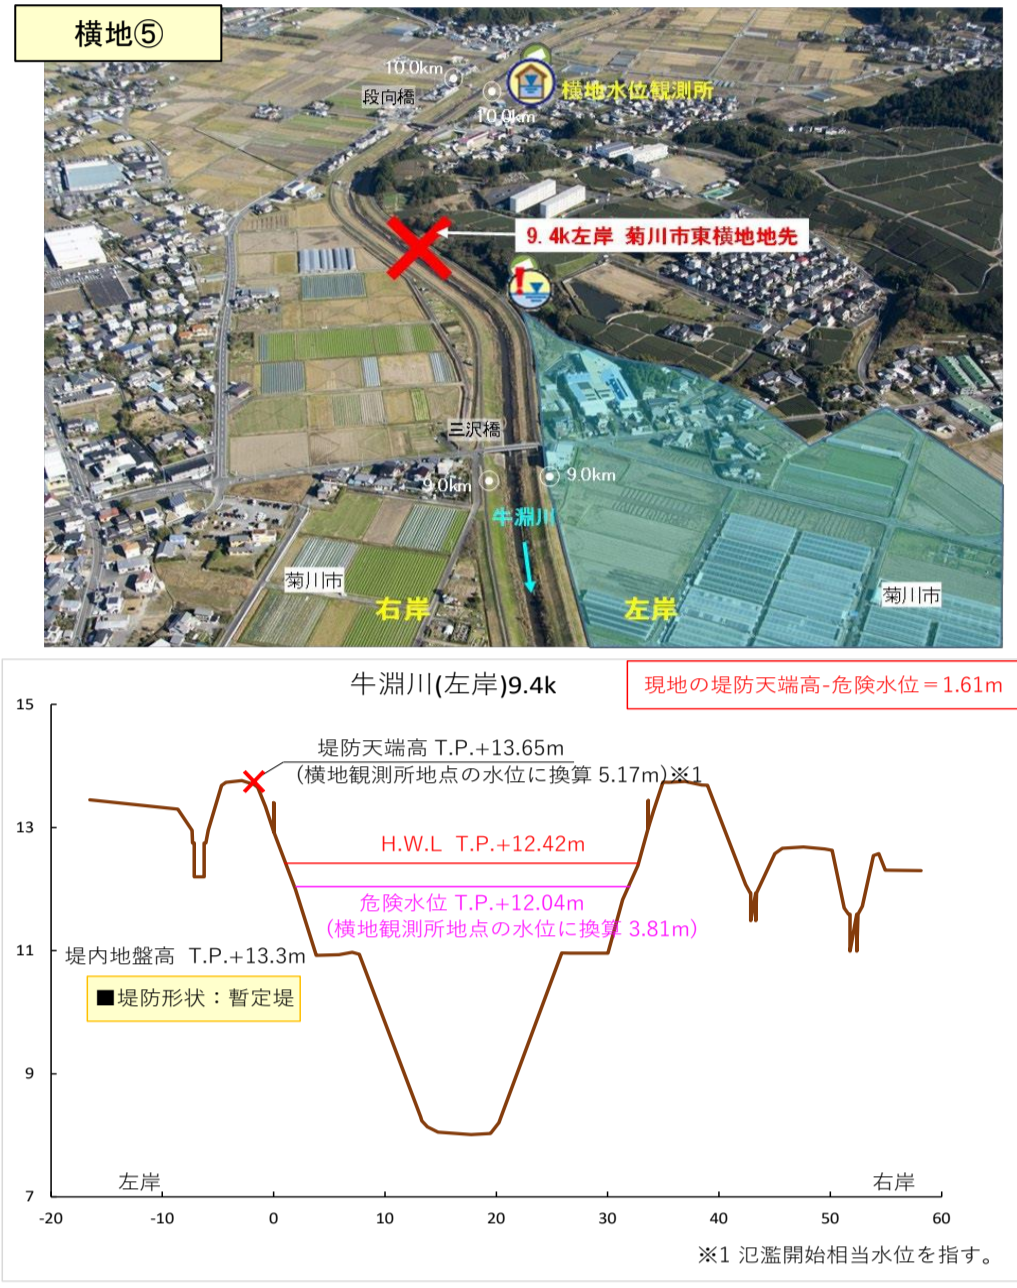 横地⑤
10.0km
段向橋
10.0km
横地水位観測所
9.4k左岸 菊川市東横地地先
三沢橋
9.0km
9.0km
牛淵川
菊川市
右岸
左岸
菊川市
牛淵川(左岸)9.4k
現地の堤防天端高-危険水位＝1.61m
堤防天端高 T.P.+13.65m
(横地観測所地点の水位に換算 5.17m)※1
H.W.L T.P.+12.42m
危険水位 T.P.+12.04m
(横地観測所地点の水位に換算 3.81m)
堤内地盤高 T.P.+13.3m
■堤防形状：暫定堤
15
13
11
9
7
左岸
右岸
-20 -10 0 10 20 30 40 50 60
※1 氾濫開始相当水位を指す。